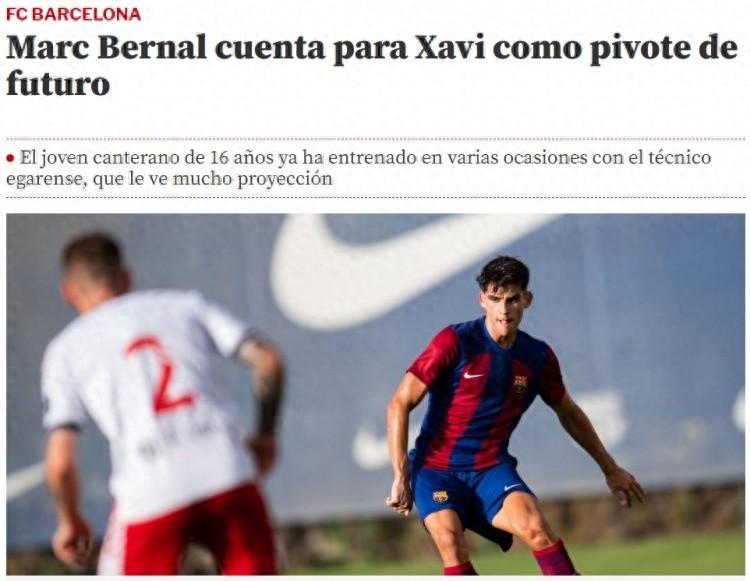 FC BARCELONA
Marc Bernal cuenta para Xavi como pivote de
futuro
El joven canterano de 16 años ya ha entrenado en varias ocasiones con el técnico
egarense, que le ve mucho proyección
2